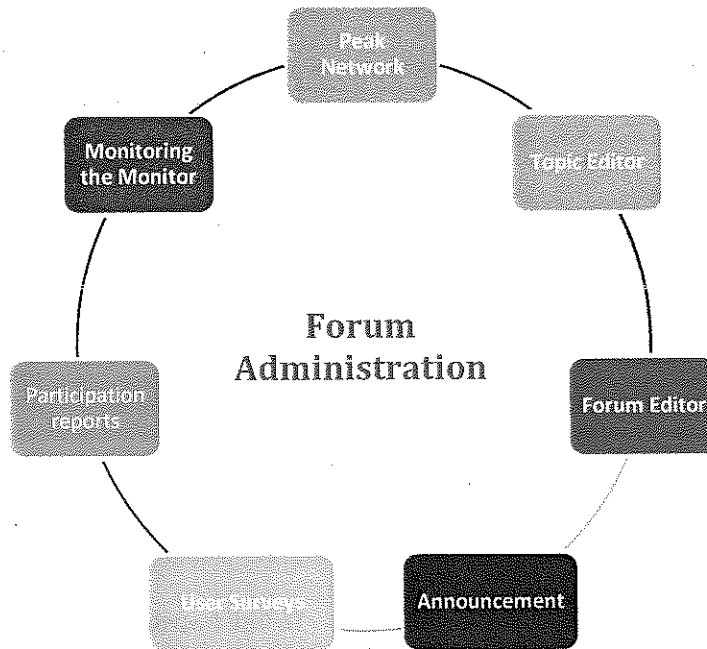 Peak
Network
Topic Editor
Forum Editor
Announcement
User Surveys
Participation
reports
Monitoring
the Monitor
Forum
Administration